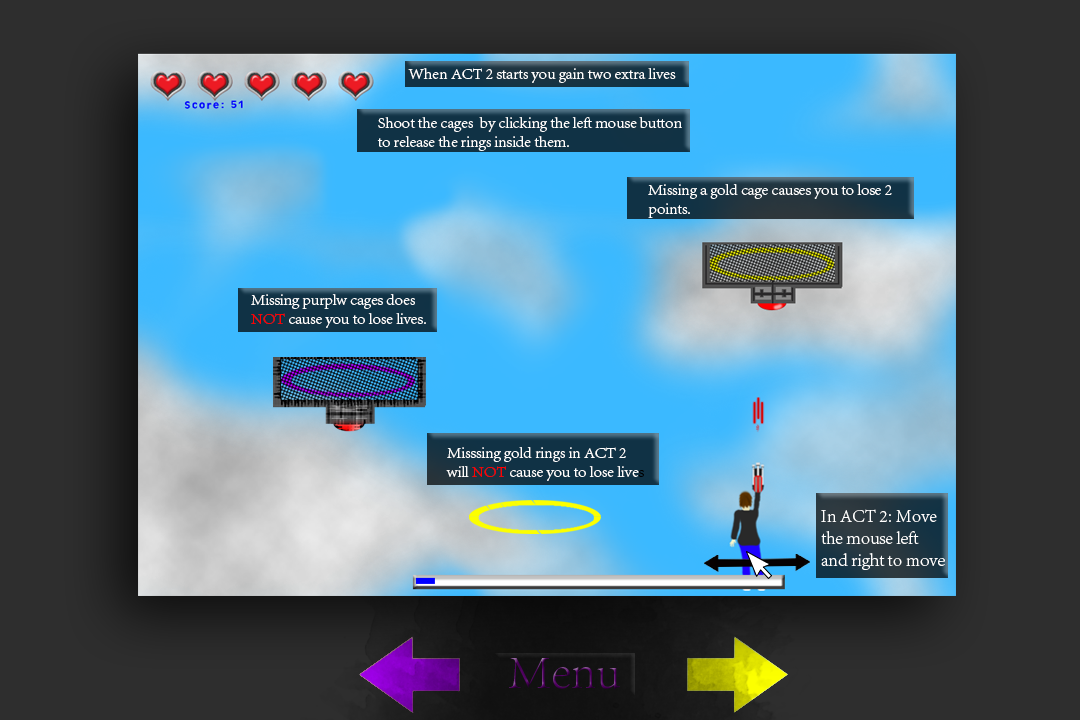 When ACT 2 starts you gain two extra lives
Score: 51
Shoot the cages by clicking the left mouse button
to release the rings inside them.
Missing a gold cage causes you to lose 2
points.
Missing purplw cages does
NOT cause you to lose lives.
Misssing gold rings in ACT 2
will NOT cause you to lose lives
In ACT 2: Move
the mouse left
and right to move
Menu